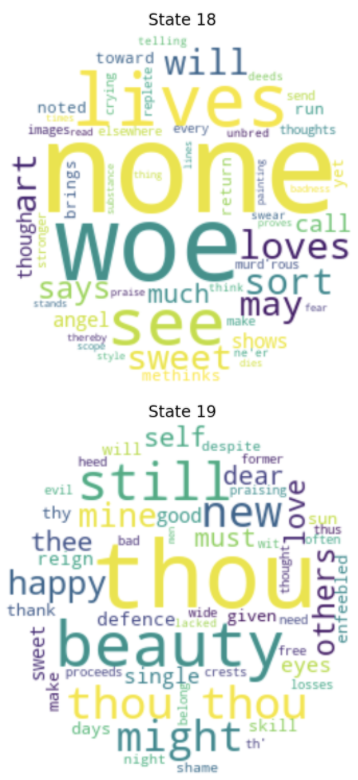 State 18
telling
toward will
deeds
lives
crying
replete
send
noted
times
run
images read elsewhere every unbred thoughts
none
art
though
stronger
brings
substance
thing
lines
return
painting
badness
yet
woe
swear
proves
call
loves
murd'rous
sort
says
stands
praise much think
may fear
angel see make shows
thereby
scope
style
sweet ne'er
dies
methinks
State 19
self despite
heed will former
evil still dear praising
thy mine good new love sun
thus
often
thee bad men must wit thought others enfeebled
reign
thou
happy
thank defence wide given need
lacked
sweet beauty free
make proceeds single crests eyes
losses
thou thou
belong
days might skill
night th'
shame